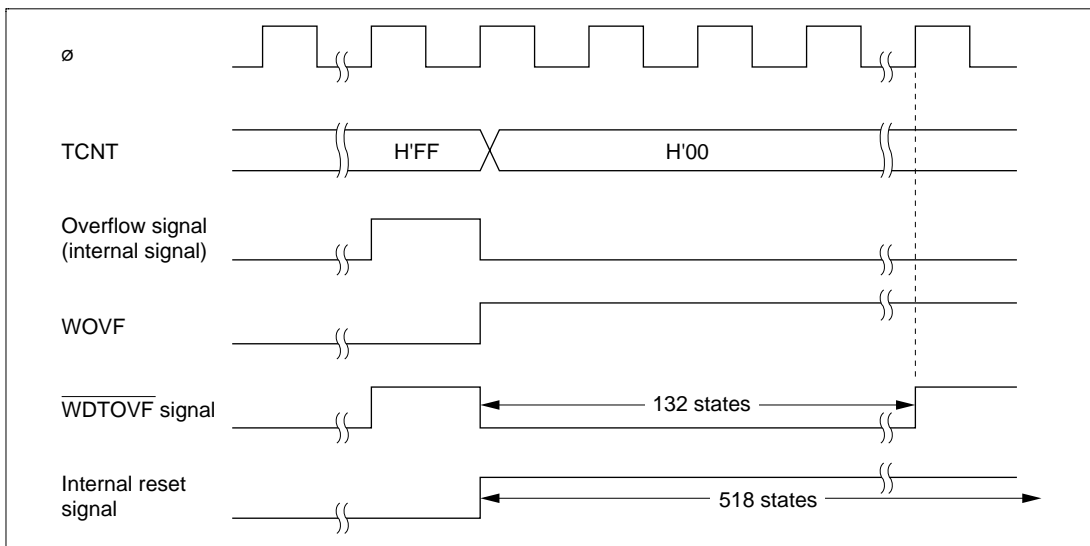 ø
TCNT
H'FF
H'00
Overflow signal
(internal signal)
WOVF
WDTOVF signal
132 states
Internal reset
signal
518 states